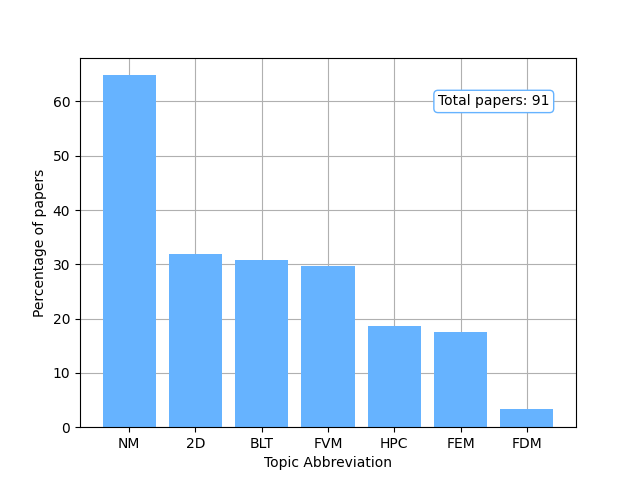 Total papers: 91
60
50
40
30
20
10
0
Percentage of papers
NM 2D BLT FVM HPC FEM FDM
Topic Abbreviation